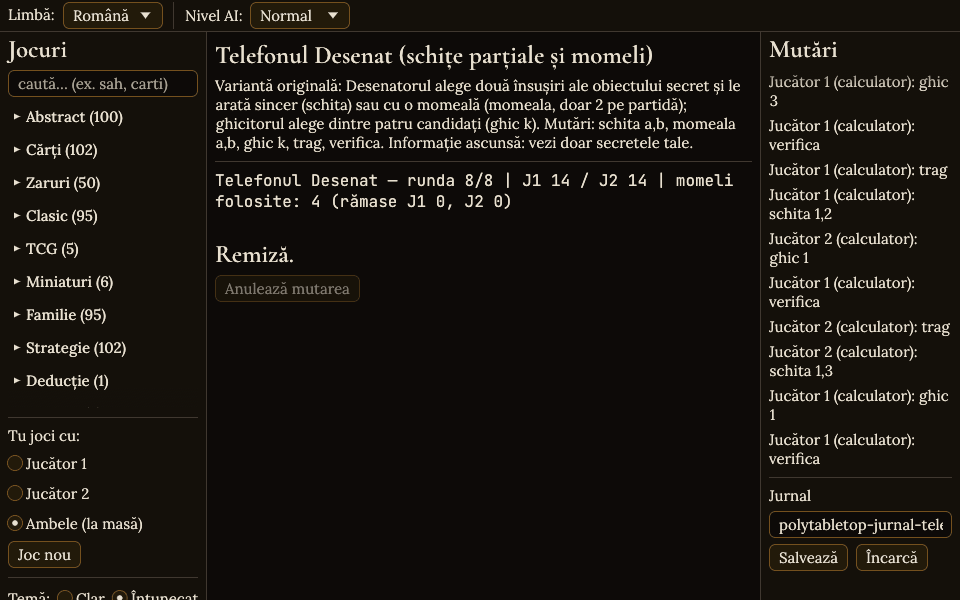 Limbă: Română Nivel AI: Normal
Jocuri
caută... (ex. sah, carti)
Abstract (100)
Cărți (102)
Zaruri (50)
Clasic (95)
TCG (5)
Miniaturi (6)
Familie (95)
Strategie (102)
Deducție (1)
Tu joci cu:
Jucător 1
Jucător 2
Ambele (la masă)
Joc nou
Temă: Clar Întunecat
Telefonul Desenat (schițe parțiale și momeli)
Variantă originală: Desenatorul alege două însușiri ale obiectului secret și le
arată sincer (schita) sau cu o momeală (momeala, doar 2 pe partidă);
ghicitorul alege dintre patru candidați (ghic k). Mutări: schita a,b, momeala
a,b, ghic k, trag, verifica. Informație ascunsă: vezi doar secretele tale.
Telefonul Desenat — runda 8/8 | J1 14 / J2 14 | momeli
folosite: 4 (rămase J1 0, J2 0)
Remiză.
Anulează mutarea
Mutări
Jucător 1 (calculator): ghic
3
Jucător 1 (calculator):
verifica
Jucător 1 (calculator): trag
Jucător 1 (calculator):
schita 1,2
Jucător 2 (calculator):
ghic 1
Jucător 1 (calculator):
verifica
Jucător 2 (calculator): trag
Jucător 2 (calculator):
schita 1,3
Jucător 1 (calculator): ghic
1
Jucător 1 (calculator):
verifica
Jurnal
polytabletop-jurnal-tele
Salvează Încarcă